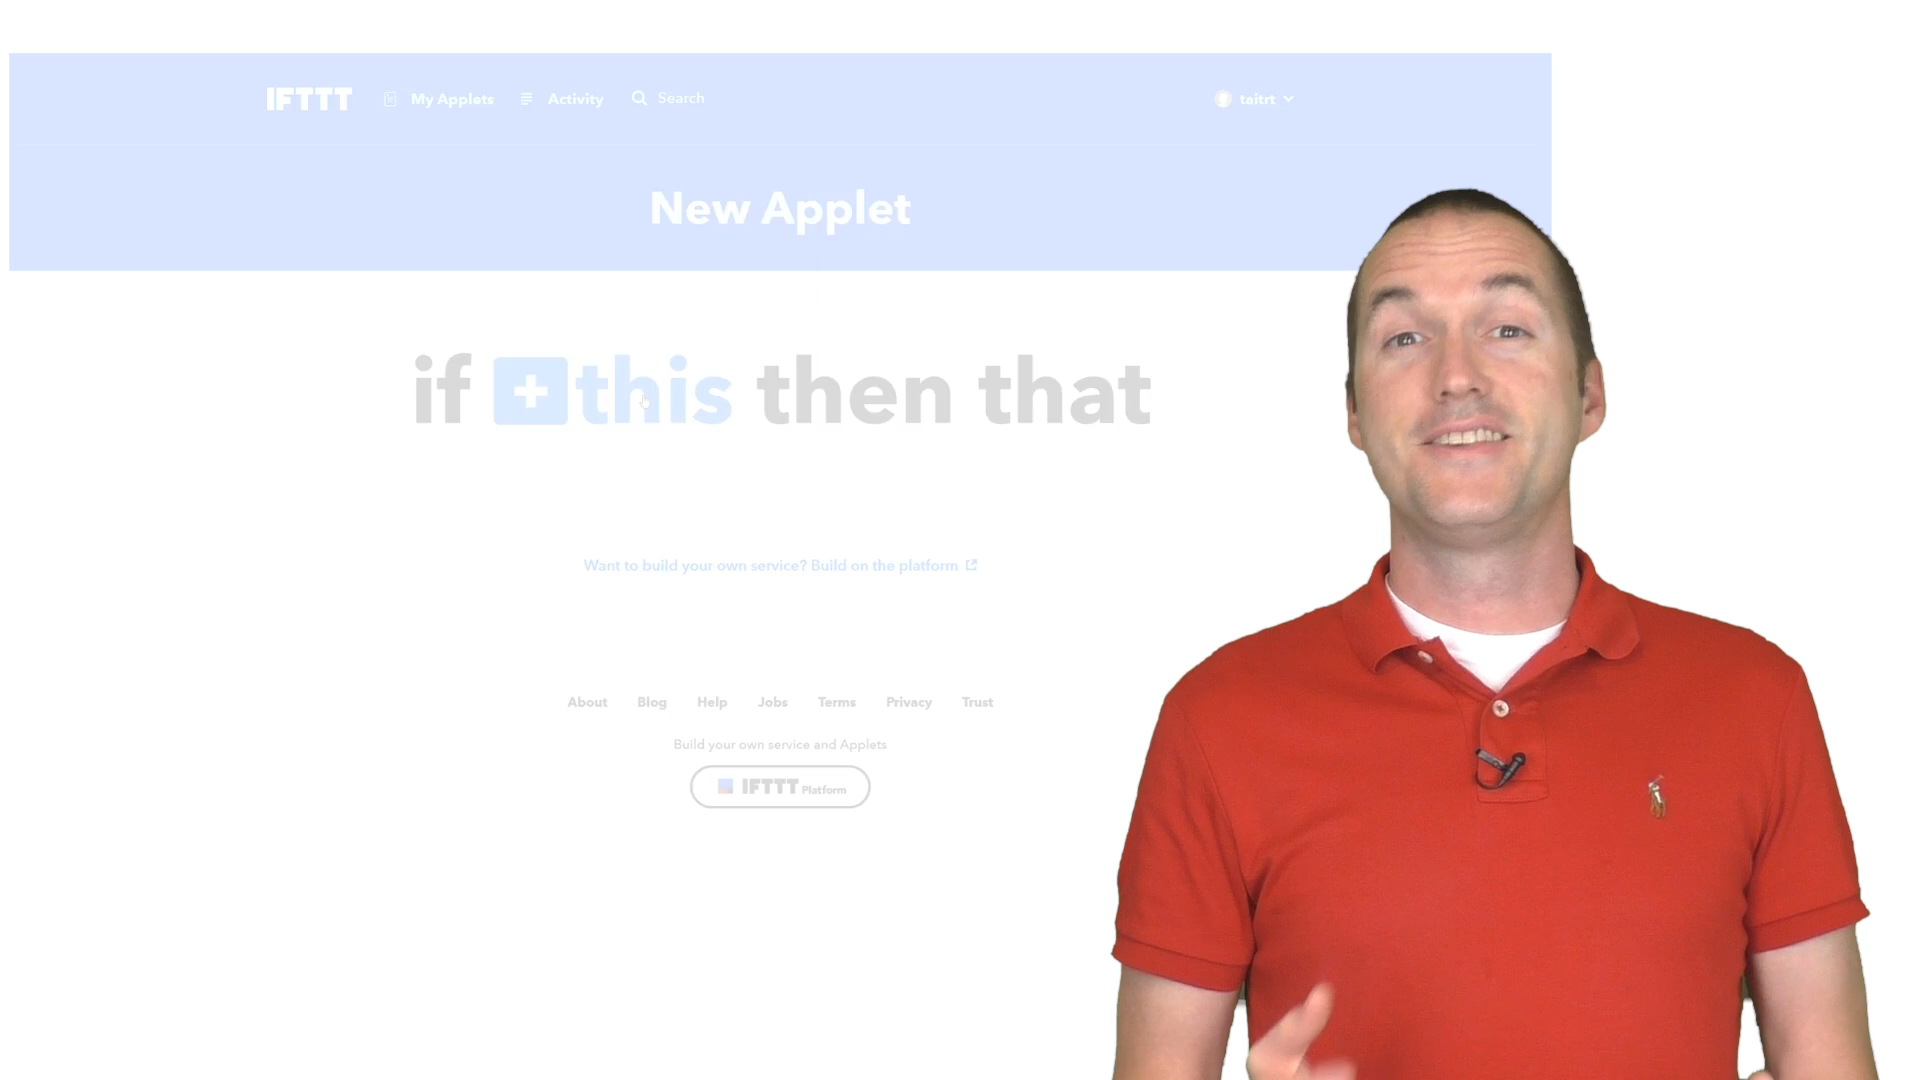 IFTTT My Applets Activity Search taitrt
New Applet
if this then that
Want to build your own service? Build on the platform
About Blog Help Jobs Terms Privacy Trust
Build your own service and Applets
IFTTT Platform